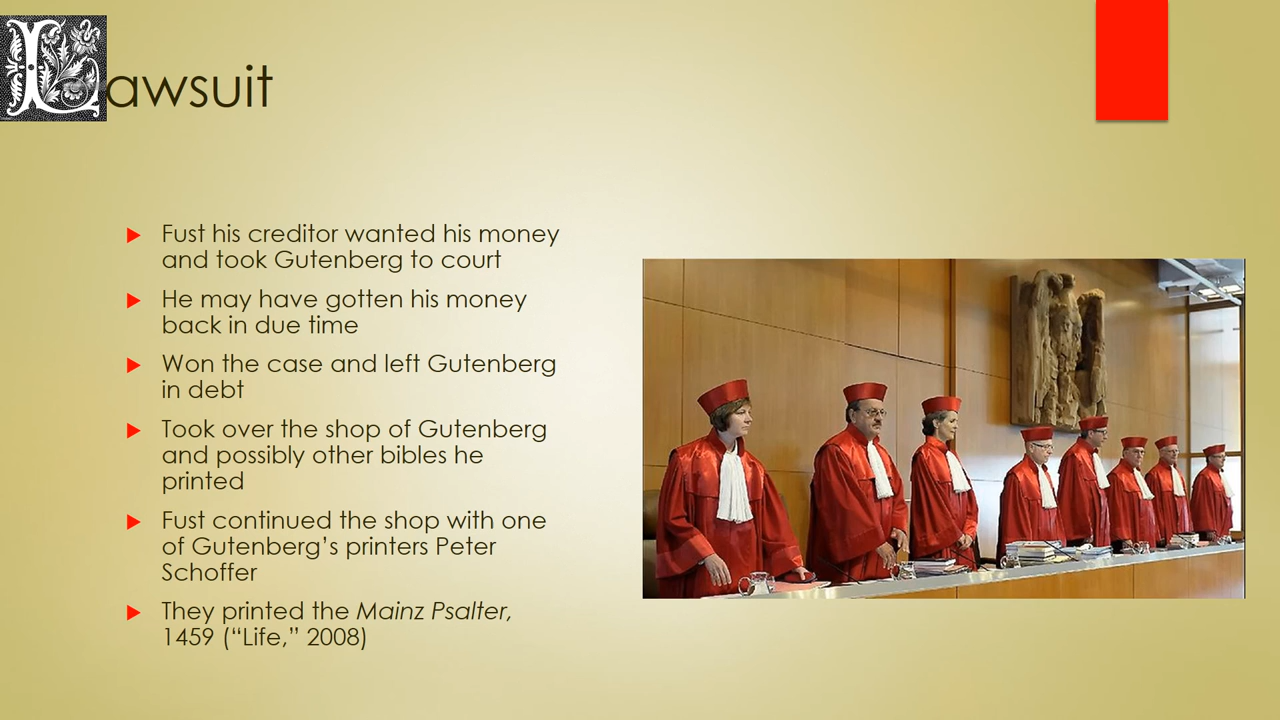 Lawsuit
Fust his creditor wanted his money
and took Gutenberg to court
He may have gotten his money
back in due time
Won the case and left Gutenberg
in debt
Took over the shop of Gutenberg
and possibly other bibles he
printed
Fust continued the shop with one
of Gutenberg’s printers Peter
Schoffer
They printed the Mainz Psalter,
1459 (“Life,” 2008)